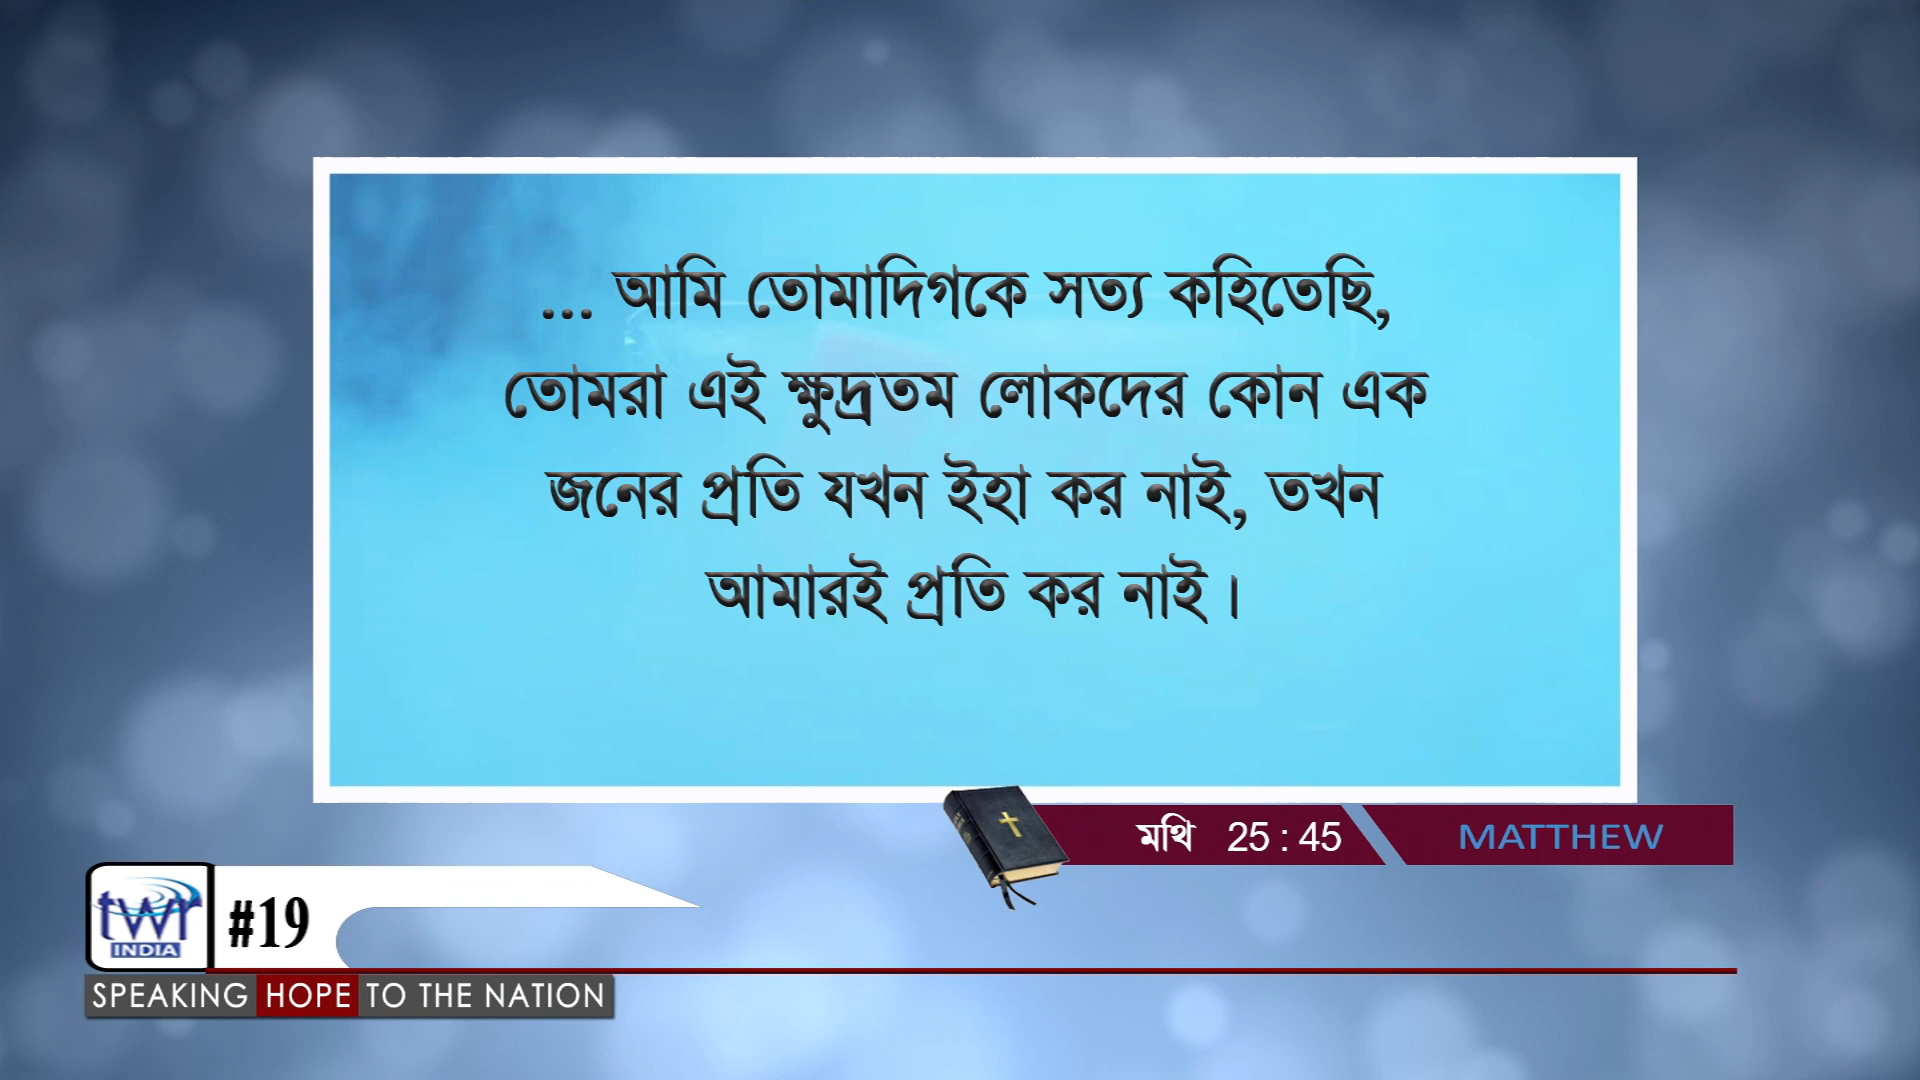 ... আমি তোমাদিগকে সত্য কহিতেছি,
তোমরা এই ক্ষুদ্রতম লোকদের কোন এক
জনের প্রতি যখন ইহা কর নাই, তখন
আমারই প্রতি কর নাই।
মথি 25 : 45 MATTHEW
twr
INDIA
#19
SPEAKING HOPE TO THE NATION